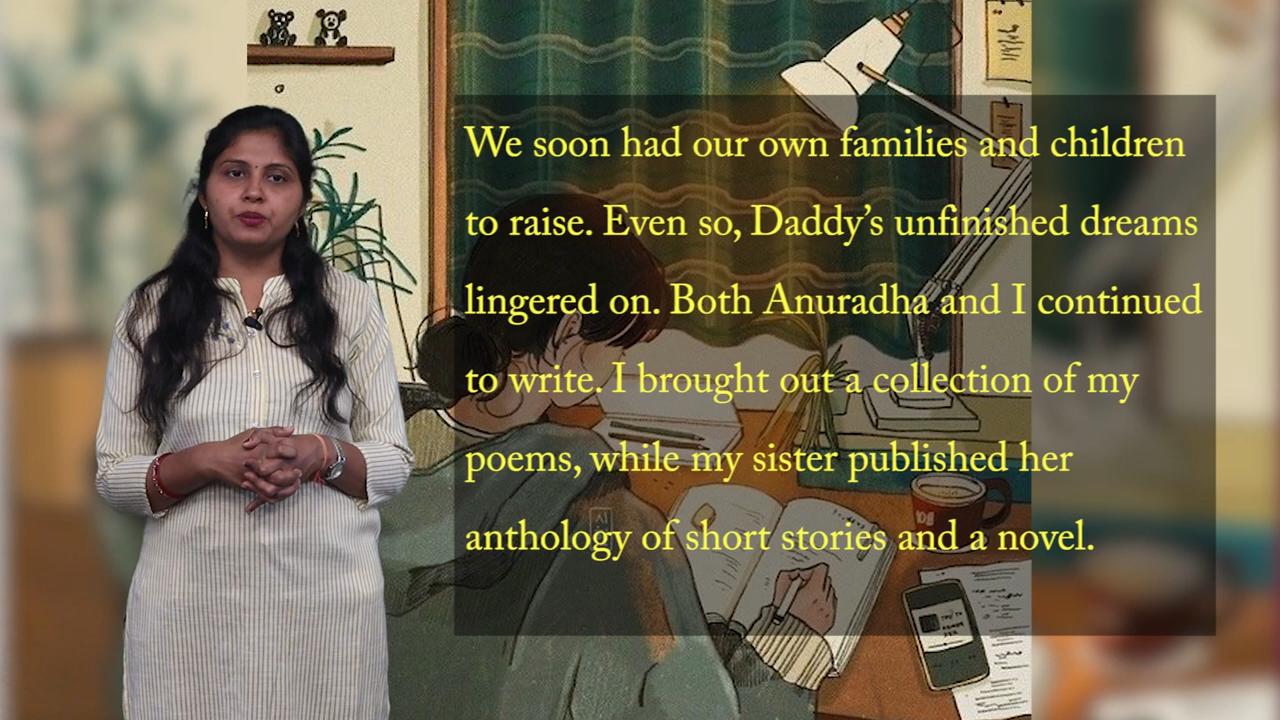 We soon had our own families and children
to raise. Even so, Daddy’s unfinished dreams
lingered on. Both Anuradha and I continued
to write. I brought out a collection of my
poems, while my sister published her
anthology of short stories and a novel.